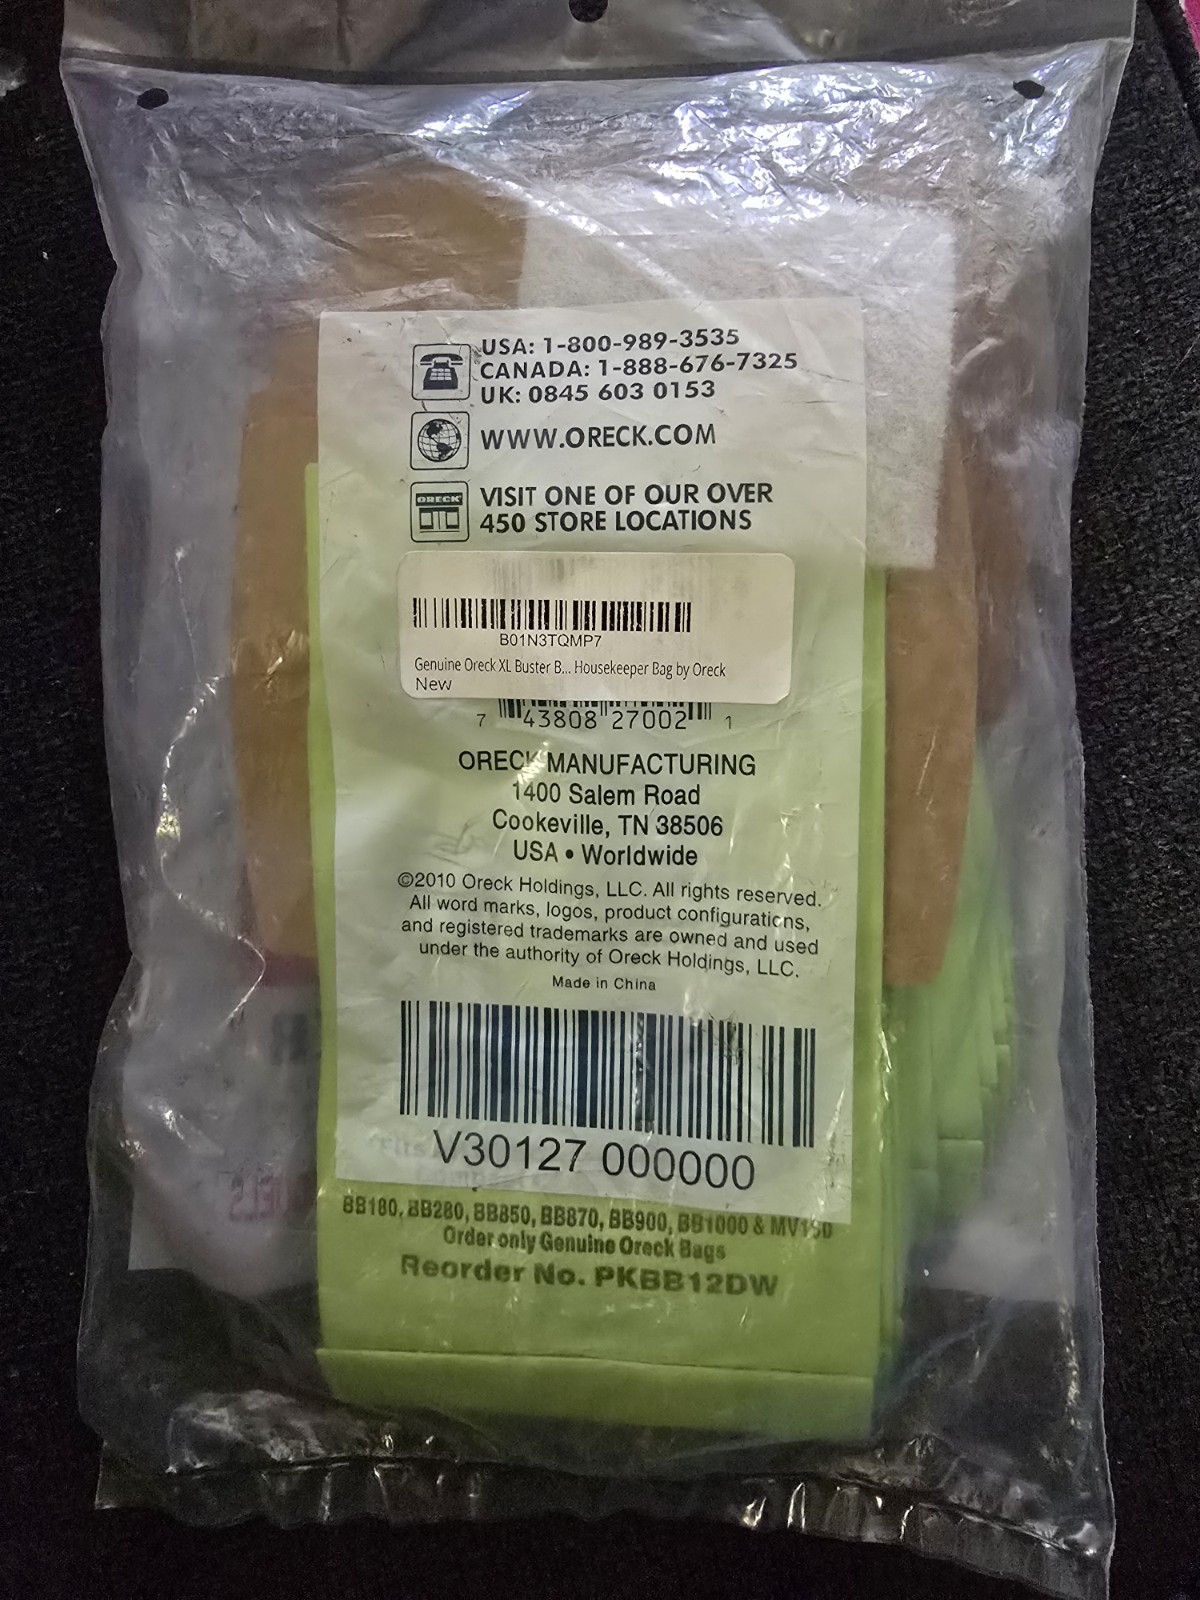 USA: 1-800-989-3535
CANADA: 1-888-676-7325
UK: 0845 603 0153
WWW.ORECK.COM
ORECK
VISIT ONE OF OUR OVER
450 STORE LOCATIONS
B01N3TQMP7
Genuine Oreck XL Buster B... Housekeeper Bag by Oreck
New
7 43808 27002 1
ORECK MANUFACTURING
1400 Salem Road
Cookeville, TN 38506
USA • Worldwide
©2010 Oreck Holdings, LLC. All rights reserved.
All word marks, logos, product configurations,
and registered trademarks are owned and used
under the authority of Oreck Holdings, LLC.
Made in China
V30127 000000
BB180, BB280, BB850, BB870, BB900, BB1000 &
Order only Genuine Oreck Bags
Reorder No. PKBB12DW